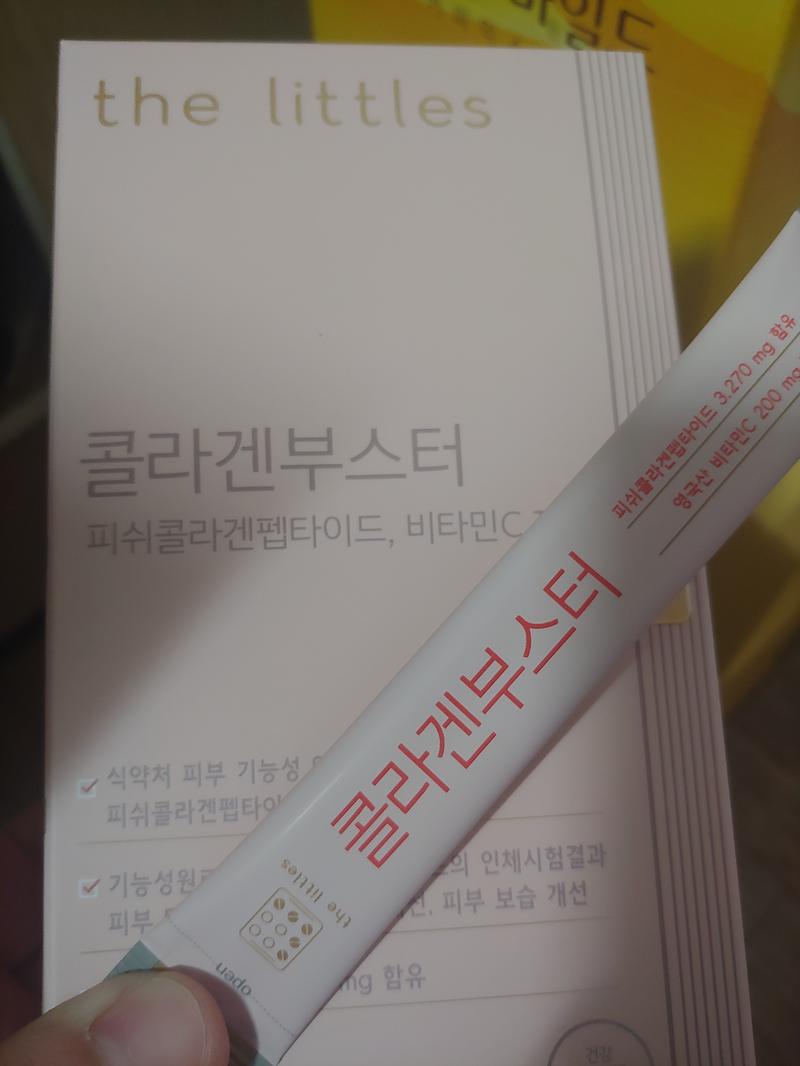 the littles
콜라겐부스터
피쉬콜라겐펩타이드, 비타민C
식약처 피부 기능성
피쉬콜라겐펩타이
기능성원료 인체시험결과
피부 피부 보습 개선
mg 함유
건강
피쉬콜라겐펩타이드 3.270 mg 함유
영국산 비타민C 200 mg
콜라겐부스터
the littles
open